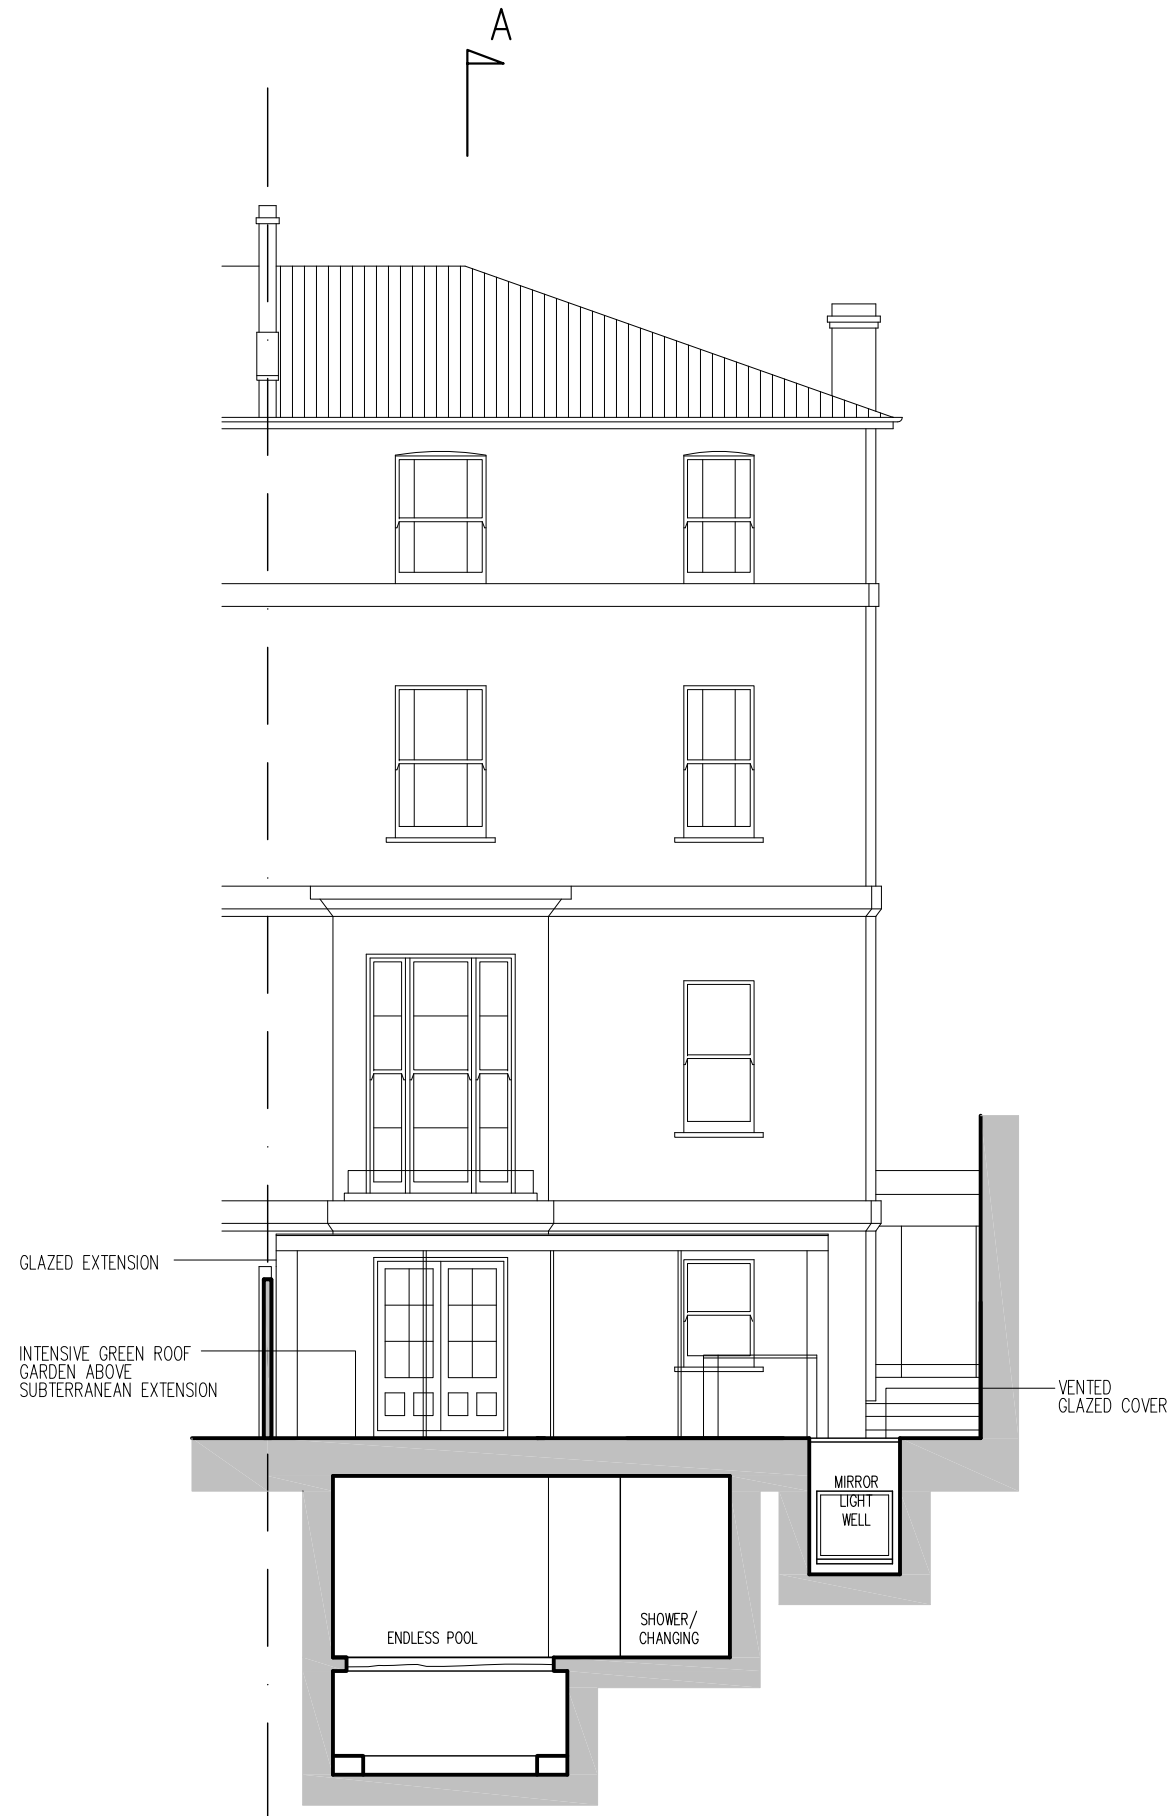 A
GLAZED EXTENSION
INTENSIVE GREEN ROOF
GARDEN ABOVE
SUBTERRANEAN EXTENSION
VENTED
GLAZED COVER
MIRROR
LIGHT
WELL
SHOWER/
CHANGING
ENDLESS POOL